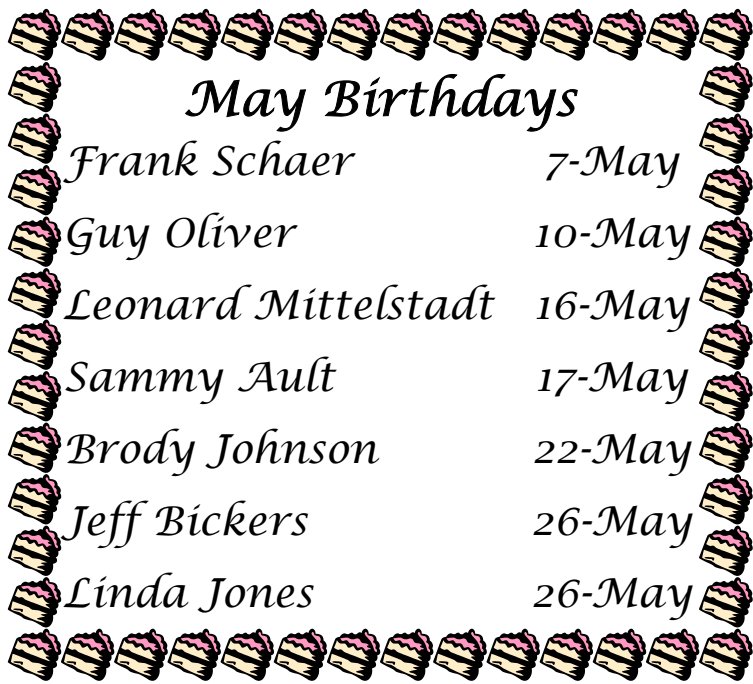 May Birthdays
Frank Schaer 7-May
Guy Oliver 10-May
Leonard Mittelstadt 16-May
Sammy Ault 17-May
Brody Johnson 22-May
Jeff Bickers 26-May
Linda Jones 26-May